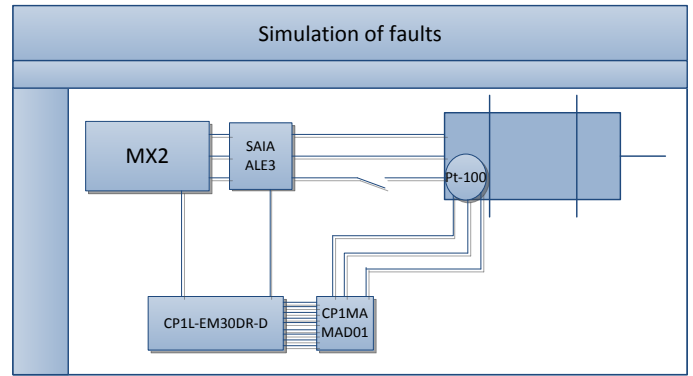 Simulation of faults
MX2
SAIA
ALE3
Pt-100
CP1L-EM30DR-D
CP1MA
MAD01